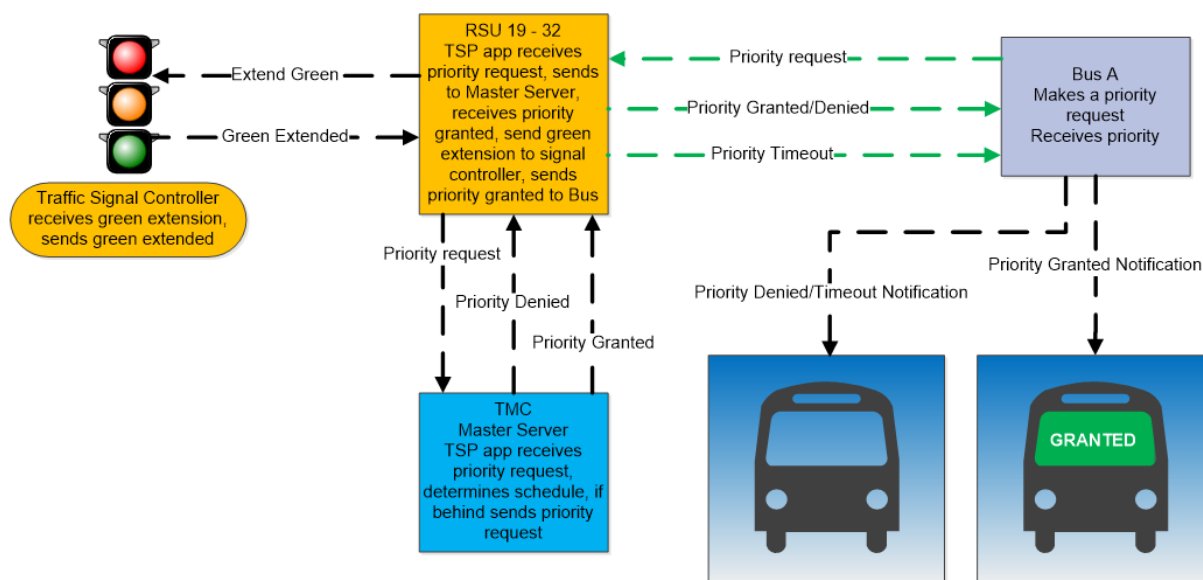 Extend Green
Green Extended
Traffic Signal Controller
receives green extension,
sends green extended
RSU 19 - 32
TSP app receives
priority request, sends
to Master Server,
receives priority
granted, send green
extension to signal
controller, sends
priority granted to Bus
Priority request
Priority Granted/Denied
Priority Timeout
Bus A
Makes a priority
request
Receives priority
Priority request
Priority Denied
Priority Granted
TMC
Master Server
TSP app receives
priority request,
determines schedule, if
behind sends priority
request
Priority Denied/Timeout Notification
Priority Granted Notification
GRANTED